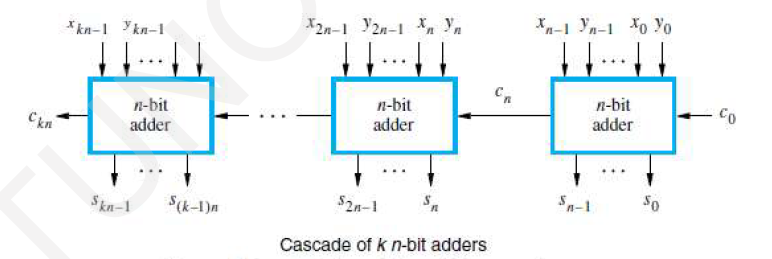 x_{kn-1} y_{kn-1} x_{2n-1} y_{2n-1} x_n y_n x_{n-1} y_{n-1} x_0 y_0
... ... ...
c_{kn} n-bit adder ... n-bit adder c_n n-bit adder c_0
... ... ...
s_{kn-1} s_{(k-1)n} s_{2n-1} s_n s_{n-1} s_0
Cascade of k n-bit adders